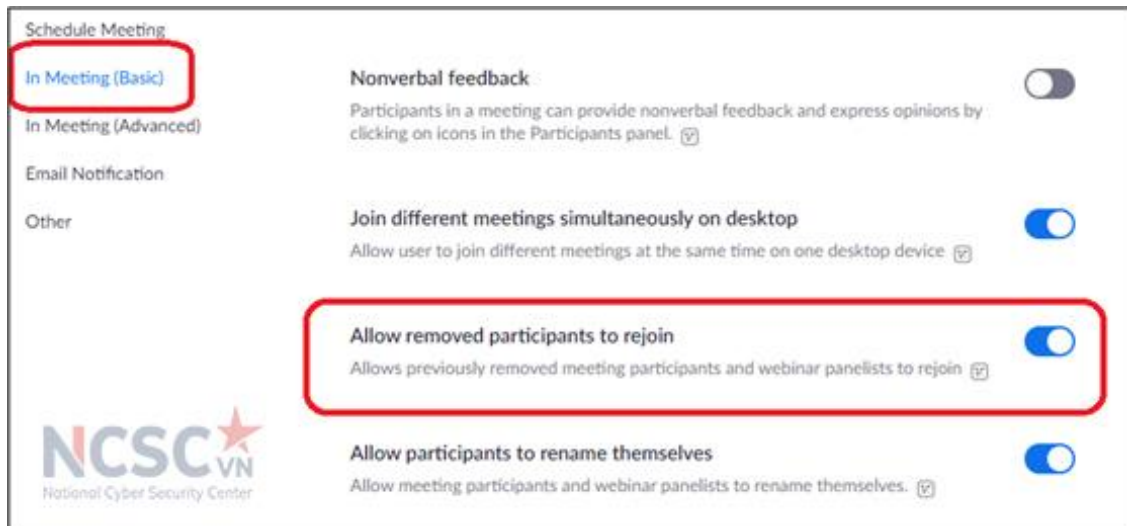 Schedule Meeting
In Meeting (Basic)
In Meeting (Advanced)
Email Notification
Other
Nonverbal feedback
Participants in a meeting can provide nonverbal feedback and express opinions by
clicking on icons in the Participants panel.
Join different meetings simultaneously on desktop
Allow user to join different meetings at the same time on one desktop device
Allow removed participants to rejoin
Allows previously removed meeting participants and webinar panelists to rejoin
Allow participants to rename themselves
Allow meeting participants and webinar panelists to rename themselves.
NCSC VN
National Cyber Security Center